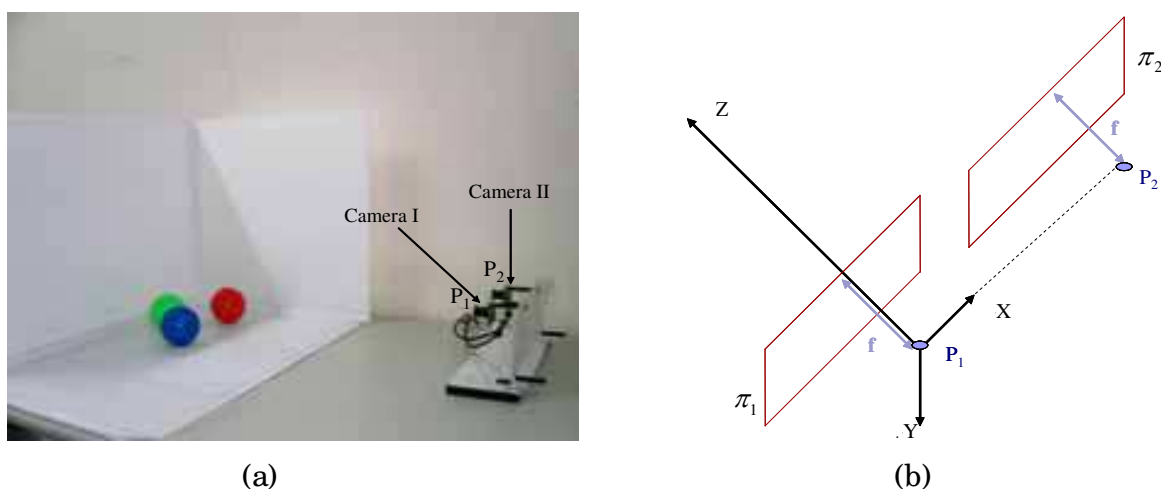 Camera I
Camera II
P₁
P₂
(a)
Z
X
.Y
f
f
P₁
P₂
π₁
π₂
(b)